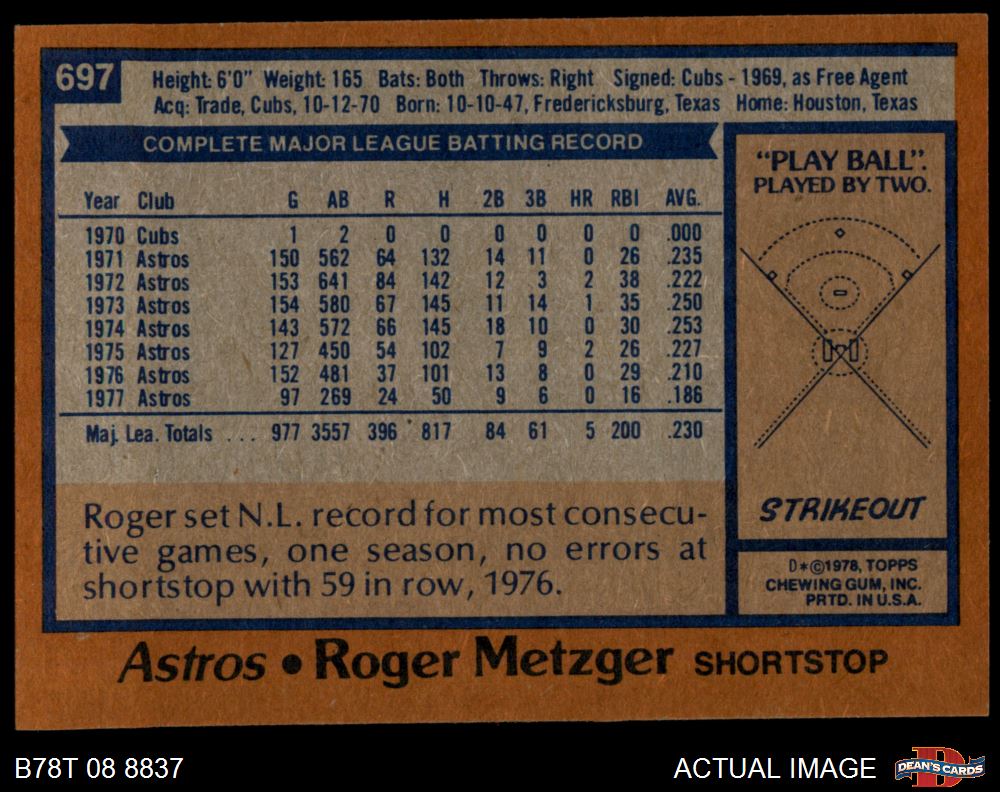 697
Height: 6'0" Weight: 165 Bats: Both Throws: Right Signed: Cubs - 1969, as Free Agent
Acq: Trade, Cubs, 10-12-70 Born: 10-10-47, Fredericksburg, Texas Home: Houston, Texas
COMPLETE MAJOR LEAGUE BATTING RECORD
Year Club G AB R H 2B 3B HR RBI AVG.
1970 Cubs 1 2 0 0 0 0 0 0 .000
1971 Astros 150 562 64 132 14 11 0 26 .235
1972 Astros 153 641 84 142 12 3 2 38 .222
1973 Astros 154 580 67 145 11 14 1 35 .250
1974 Astros 143 572 66 145 18 10 0 30 .253
1975 Astros 127 450 54 102 7 9 2 26 .227
1976 Astros 152 481 37 101 13 8 0 29 .210
1977 Astros 97 269 24 50 9 6 0 16 .186
Maj. Lea. Totals ... 977 3557 396 817 84 61 5 200 .230
Roger set N.L. record for most consecu-
tive games, one season, no errors at
shortstop with 59 in row, 1976.
"PLAY BALL".
PLAYED BY TWO.
STRIKEOUT
D*©1978, TOPPS
CHEWING GUM, INC.
PRTD. IN U.S.A.
Astros • Roger Metzger SHORTSTOP
B78T 08 8837
ACTUAL IMAGE
DEAN'S CARDS